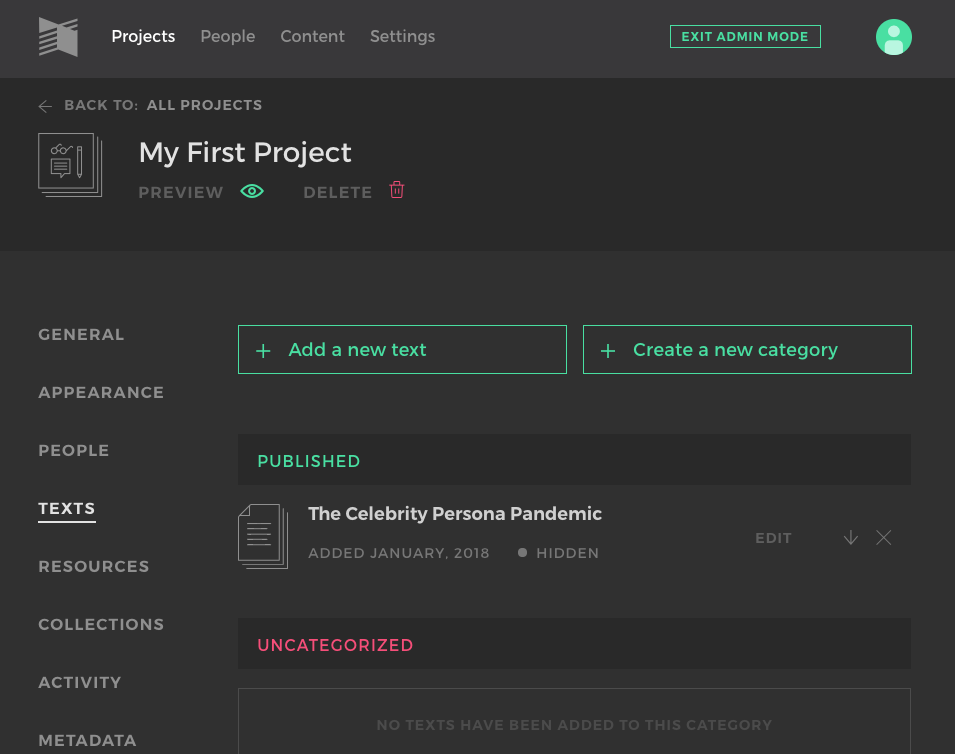 Projects People Content Settings EXIT ADMIN MODE
BACK TO: ALL PROJECTS
My First Project
PREVIEW DELETE
GENERAL
APPEARANCE
PEOPLE
TEXTS
RESOURCES
COLLECTIONS
ACTIVITY
METADATA
+ Add a new text + Create a new category
PUBLISHED
The Celebrity Persona Pandemic
ADDED JANUARY, 2018 ● HIDDEN
EDIT
UNCATEGORIZED
NO TEXTS HAVE BEEN ADDED TO THIS CATEGORY